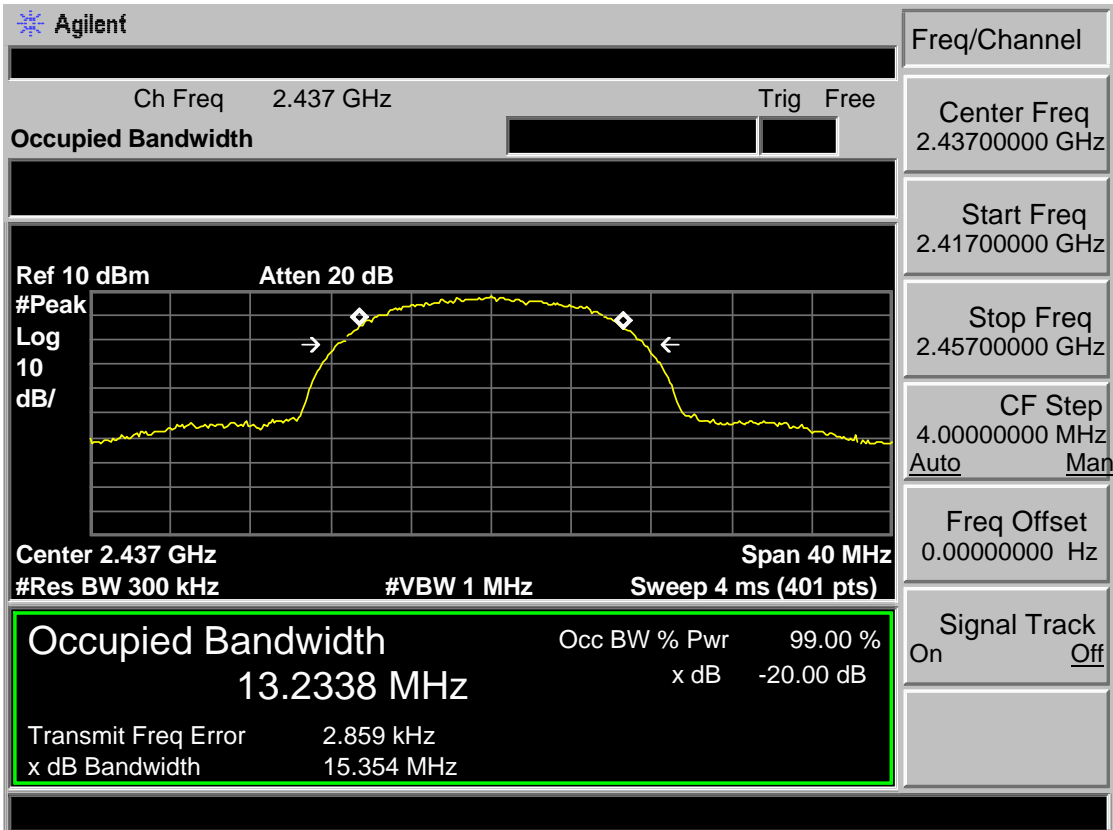 Agilent
Freq/Channel
Ch Freq 2.437 GHz Trig Free
Occupied Bandwidth
Center Freq
2.43700000 GHz
Start Freq
2.41700000 GHz
Stop Freq
2.45700000 GHz
CF Step
4.00000000 MHz
Auto Man
Freq Offset
0.00000000 Hz
Signal Track
On Off
Ref 10 dBm Atten 20 dB
#Peak
Log
10
dB/
Center 2.437 GHz Span 40 MHz
#Res BW 300 kHz #VBW 1 MHz Sweep 4 ms (401 pts)
Occupied Bandwidth Occ BW % Pwr 99.00 %
13.2338 MHz x dB -20.00 dB
Transmit Freq Error 2.859 kHz
x dB Bandwidth 15.354 MHz